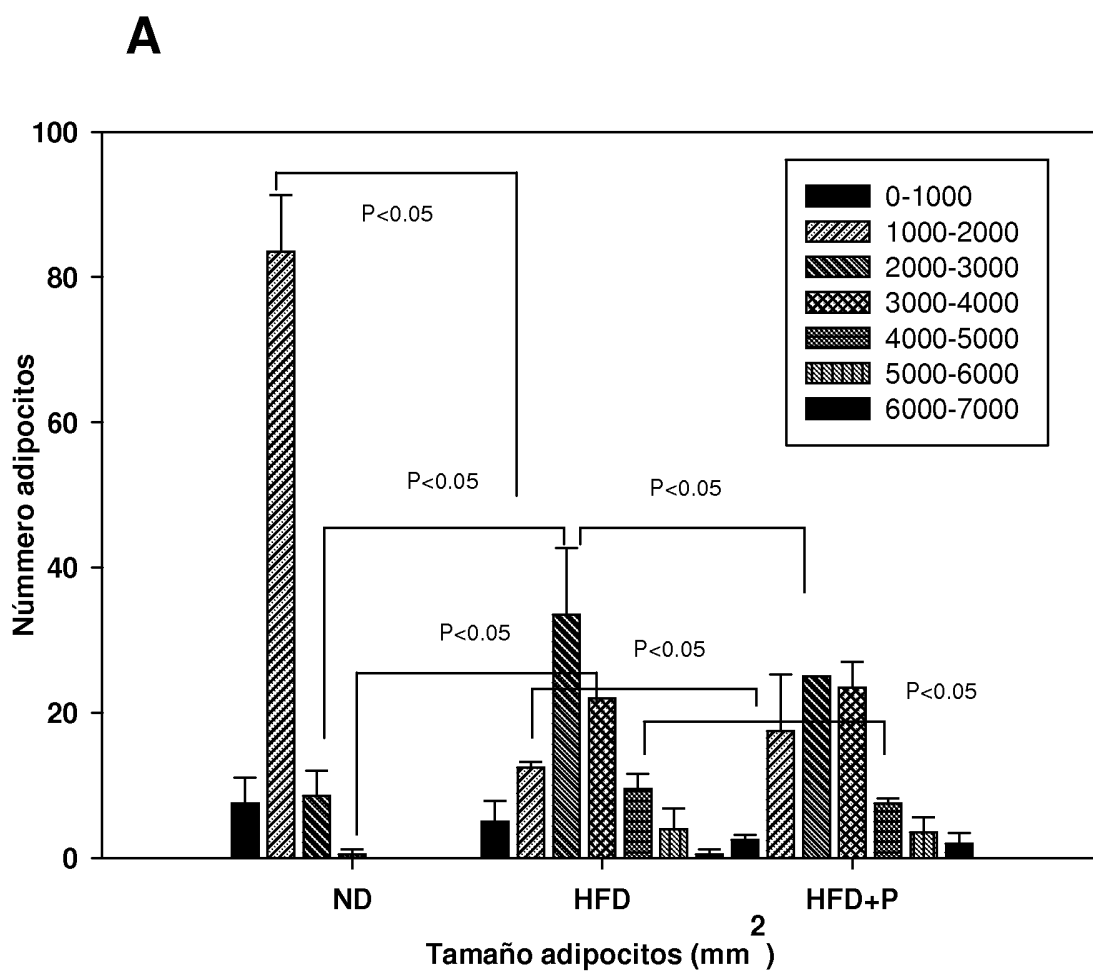 A
100
80
60
40
20
0
Númmero adipocitos
P<0.05
P<0.05
P<0.05
P<0.05
P<0.05
P<0.05
0-1000
1000-2000
2000-3000
3000-4000
4000-5000
5000-6000
6000-7000
ND HFD HFD+P
Tamaño adipocitos (mm²)